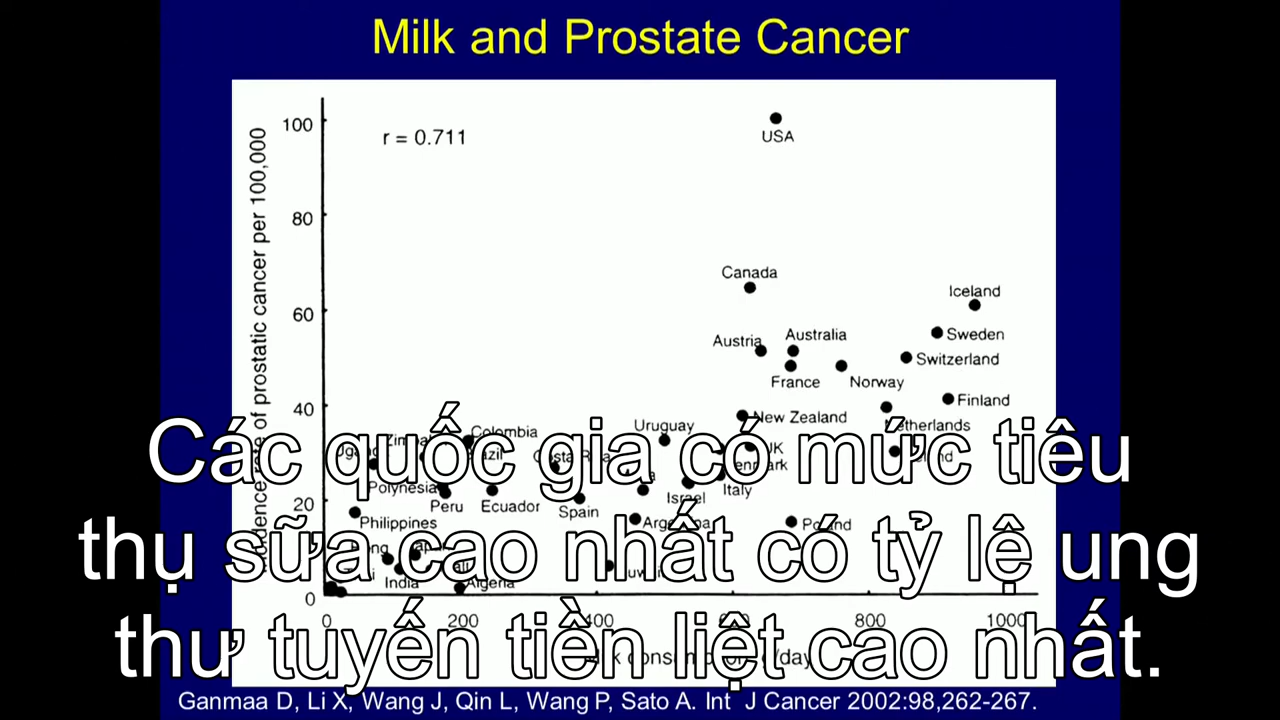 Milk and Prostate Cancer
100
r = 0.711
USA
80
Canada
Iceland
60
Austria
Australia
Sweden
Switzerland
France
Norway
Finland
40
New Zealand
Uruguay
Colombia
Các quốc gia có mức tiêu
Polynesia
Israel
Italy
20
Peru
Ecuador
Spain
Philippines
thụ sữa cao nhất có tỷ lệ ung
India
Algeria
0
0
200
400
800
1000
thư tuyến tiền liệt cao nhất.
Ganmaa D, Li X, Wang J, Qin L, Wang P, Sato A. Int J Cancer 2002:98,262-267.